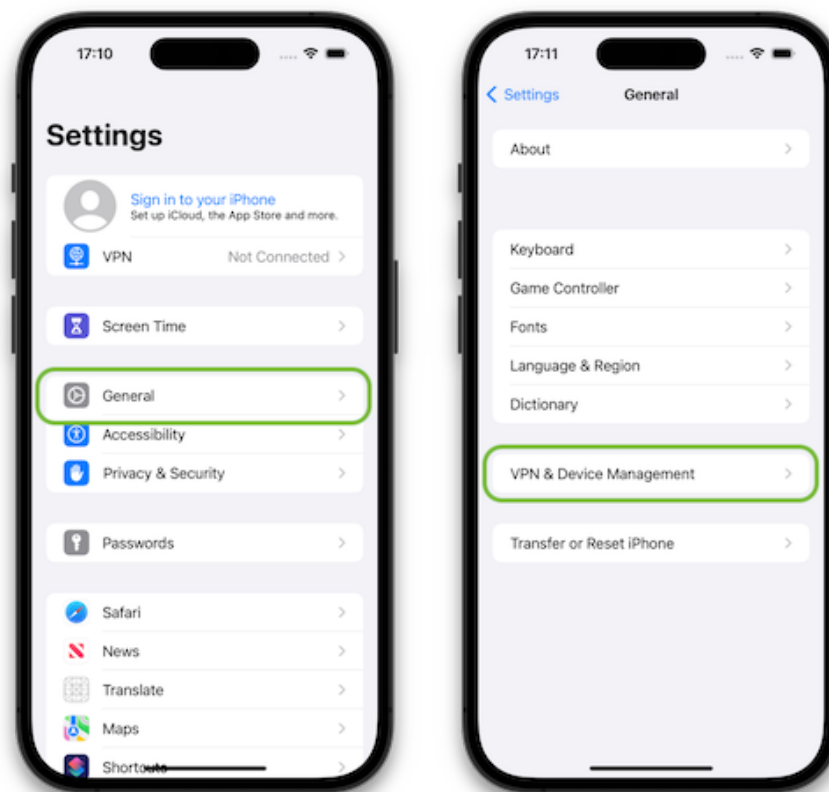 17:10
Settings
Sign in to your iPhone
Set up iCloud, the App Store and more.
VPN Not Connected
Screen Time
General
Accessibility
Privacy & Security
Passwords
Safari
News
Translate
Maps
Shortcuts
17:11
Settings General
About
Keyboard
Game Controller
Fonts
Language & Region
Dictionary
VPN & Device Management
Transfer or Reset iPhone